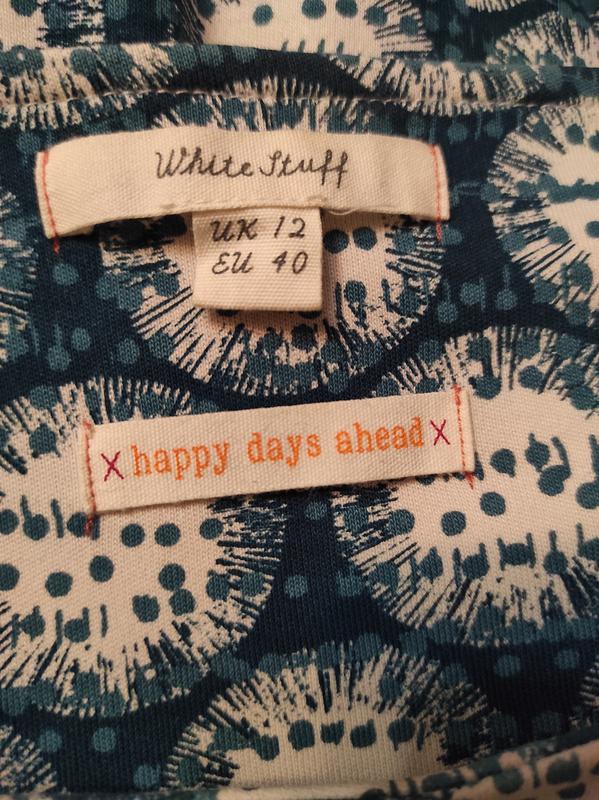 White Stuff
UK 12
EU 40
x happy days ahead x